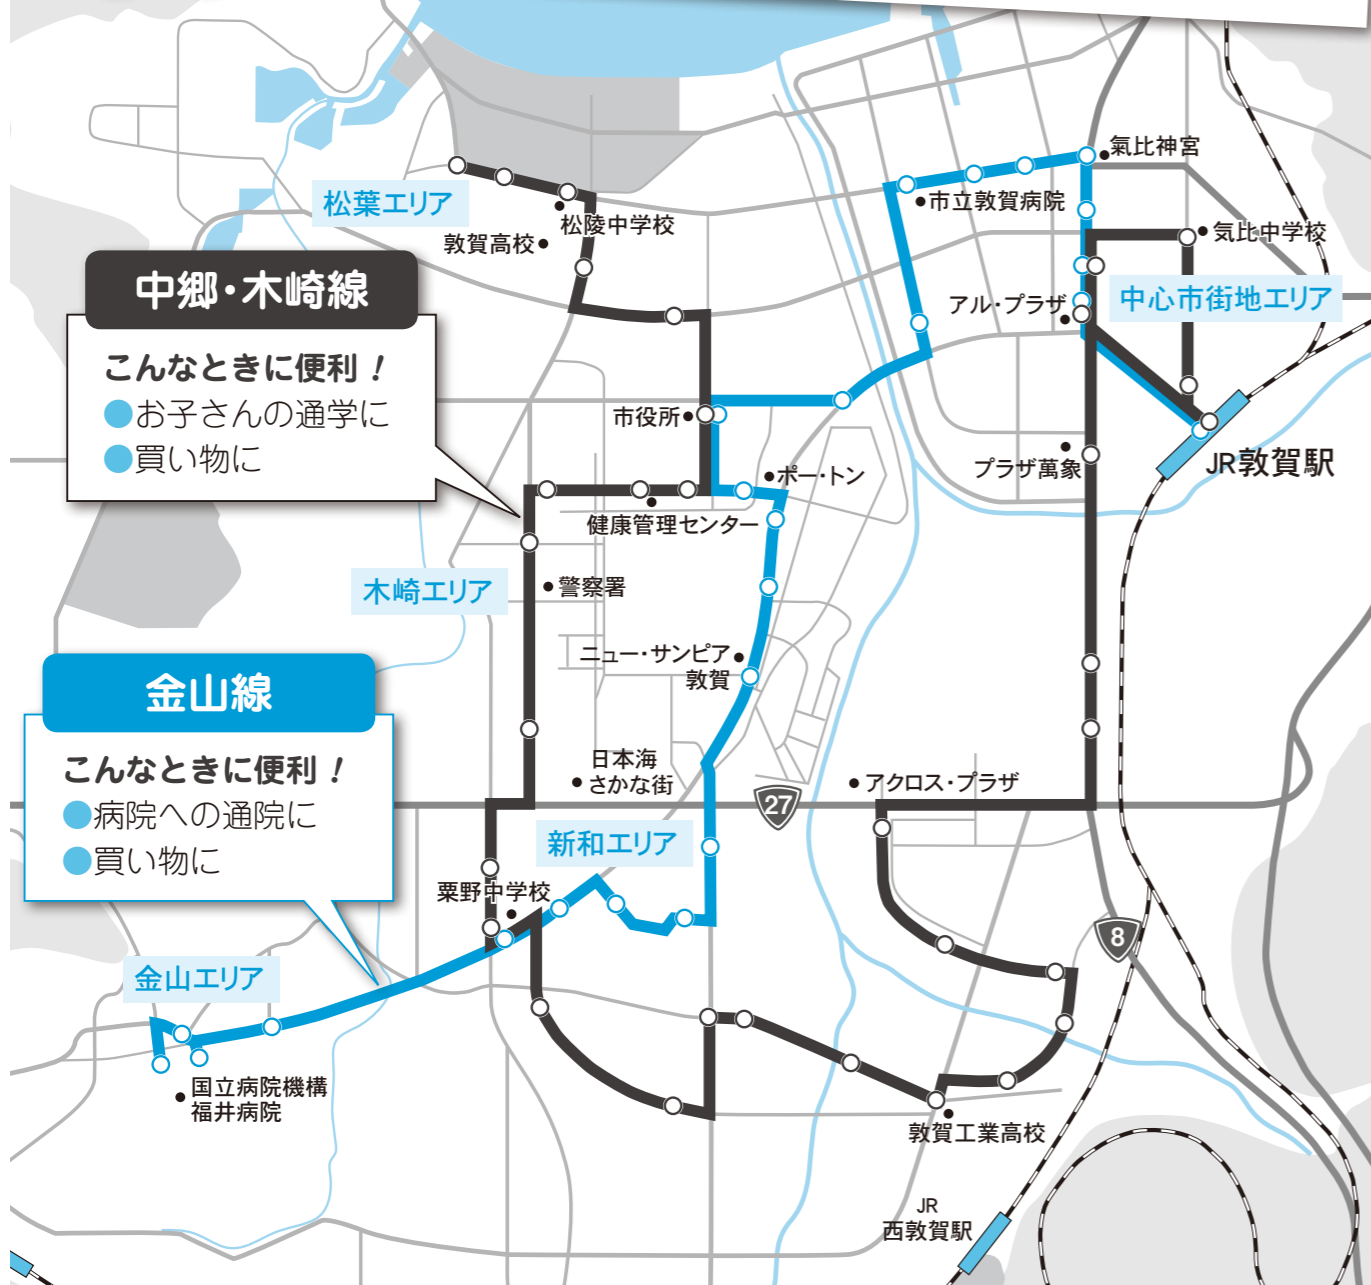 氣比神宮
松葉エリア
市立敦賀病院
松陵中学校
敦賀高校
気比中学校
中郷・木崎線
こんなときに便利！
●お子さんの通学に
●買い物に
アル・プラザ
中心市街地エリア
市役所
プラザ萬象
JR敦賀駅
ポー・トン
健康管理センター
木崎エリア
警察署
ニュー・サンピア
敦賀
金山線
こんなときに便利！
●病院への通院に
●買い物に
日本海
さかな街
27
アクロス・プラザ
新和エリア
粟野中学校
8
金山エリア
国立病院機構
福井病院
敦賀工業高校
JR
西敦賀駅